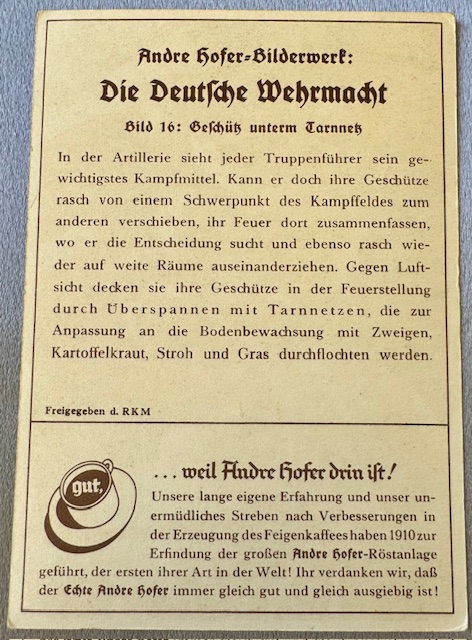 Andre Hofer-Bilderwerk:
Die Deutsche Wehrmacht
Bild 16: Geschütz unterm Tarnnetz
In der Artillerie sieht jeder Truppenführer sein ge-
wichtigstes Kampfmittel. Kann er doch ihre Geschütze
rasch von einem Schwerpunkt des Kampffeldes zum
anderen verschieben, ihr Feuer dort zusammenfassen,
wo er die Entscheidung sucht und ebenso rasch wie-
der auf weite Räume auseinanderziehen. Gegen Luft-
sicht decken sie ihre Geschütze in der Feuerstellung
durch Überspannen mit Tarnnetzen, die zur
Anpassung an die Bodenbewachsung mit Zweigen,
Kartoffelkraut, Stroh und Gras durchflochten werden.
Freigegeben d. RKM
gut,
... weil Andre Hofer drin ist!
Unsere lange eigene Erfahrung und unser un-
ermüdliches Streben nach Verbesserungen in
der Erzeugung des Feigenkaffees haben 1910 zur
Erfindung der großen Andre Hofer-Röstanlage
geführt, der ersten ihrer Art in der Welt! Ihr verdanken wir, daß
der Echte Andre Hofer immer gleich gut und gleich ausgiebig ist!